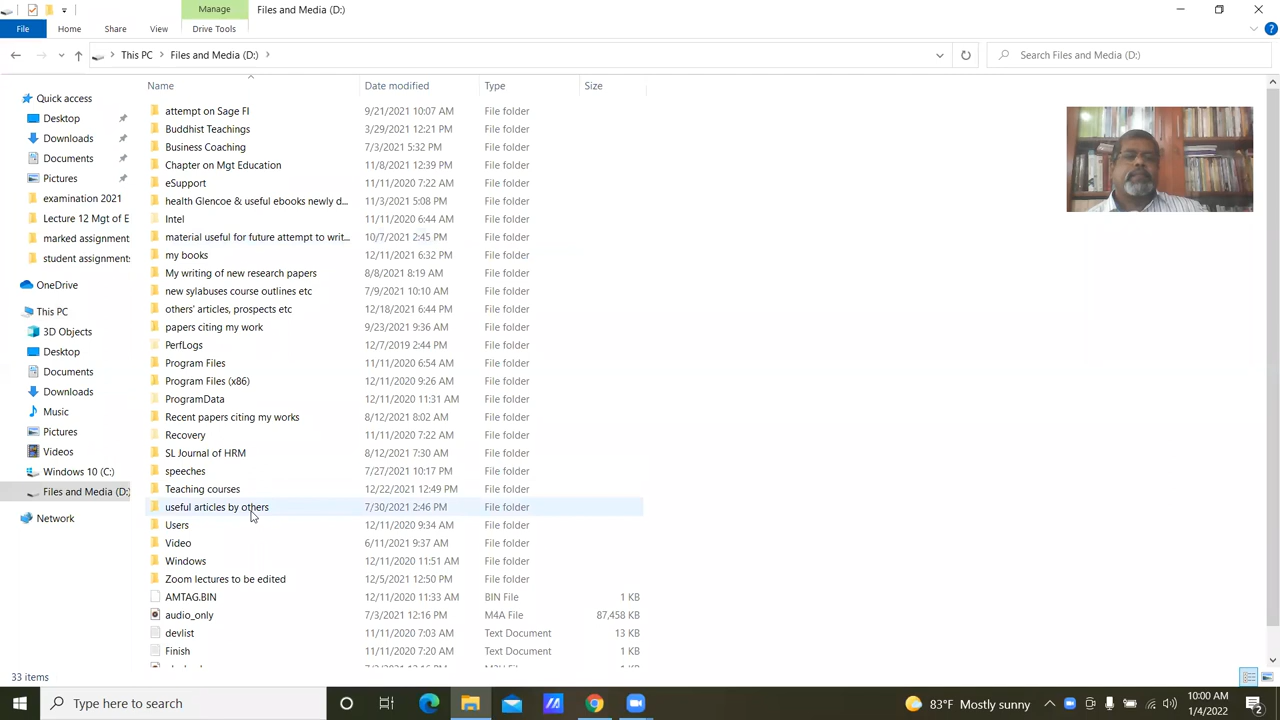 Manage
Files and Media (D:)
File
Home
Share
View
Drive Tools
This PC
Files and Media (D:)
Search Files and Media (D:)
Name
Date modified
Type
Size
Quick access
Desktop
Downloads
Documents
Pictures
examination 2021
Lecture 12 Mgt of E
marked assignment
student assignments
OneDrive
This PC
3D Objects
Desktop
Documents
Downloads
Music
Pictures
Videos
Windows 10 (C:)
Files and Media (D:)
Network
attempt on Sage FI 9/21/2021 10:07 AM File folder
Buddhist Teachings 3/29/2021 12:21 PM File folder
Business Coaching 7/3/2021 5:32 PM File folder
Chapter on Mgt Education 11/8/2021 12:39 PM File folder
eSupport 11/11/2020 7:22 AM File folder
health Glencoe & useful ebooks newly d... 11/3/2021 5:08 PM File folder
Intel 11/11/2020 6:44 AM File folder
material useful for future attempt to writ... 10/7/2021 2:45 PM File folder
my books 12/11/2021 6:32 PM File folder
My writing of new research papers 8/8/2021 8:19 AM File folder
new sylabuses course outlines etc 7/9/2021 10:10 AM File folder
others' articles, prospects etc 12/18/2021 6:44 PM File folder
papers citing my work 9/23/2021 9:36 AM File folder
PerfLogs 12/7/2019 2:44 PM File folder
Program Files 11/11/2020 6:54 AM File folder
Program Files (x86) 12/11/2020 9:26 AM File folder
ProgramData 12/11/2020 11:31 AM File folder
Recent papers citing my works 8/12/2021 8:02 AM File folder
Recovery 11/11/2020 7:22 AM File folder
SL Journal of HRM 8/12/2021 7:30 AM File folder
speeches 7/27/2021 10:17 PM File folder
Teaching courses 12/22/2021 12:49 PM File folder
useful articles by others 7/30/2021 2:46 PM File folder
Users 12/11/2020 9:34 AM File folder
Video 6/11/2021 9:37 AM File folder
Windows 12/11/2020 11:51 AM File folder
Zoom lectures to be edited 12/5/2021 12:50 PM File folder
AMTAG.BIN 12/11/2020 11:33 AM BIN File 1 KB
audio_only 7/3/2021 12:16 PM M4A File 87,458 KB
devlist 11/11/2020 7:03 AM Text Document 13 KB
Finish 11/11/2020 7:20 AM Text Document 1 KB
33 items
Type here to search
83°F Mostly sunny
10:00 AM
1/4/2022
2